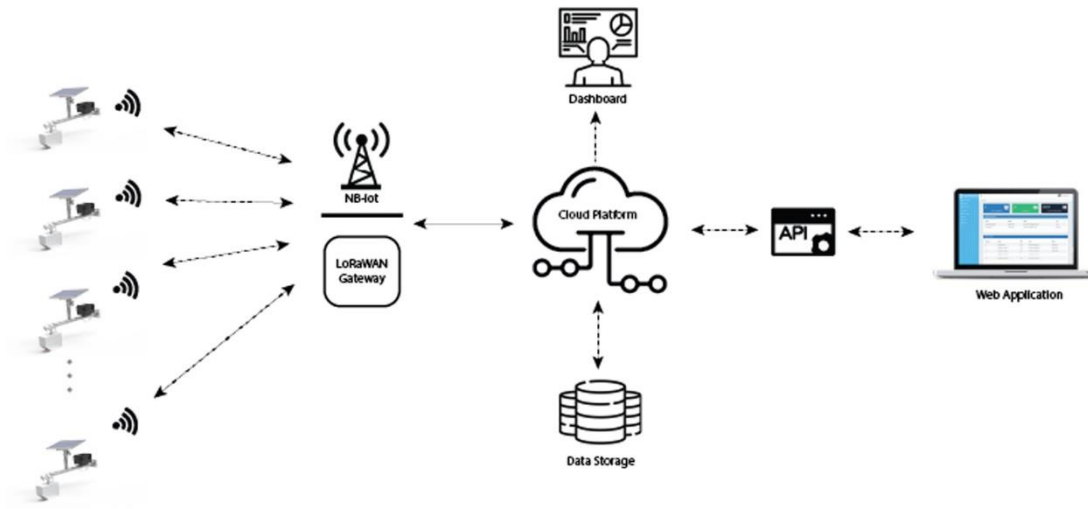 Dashboard
NB-Iot
Cloud Platform
API
LoRaWAN
Gateway
Web Application
Data Storage